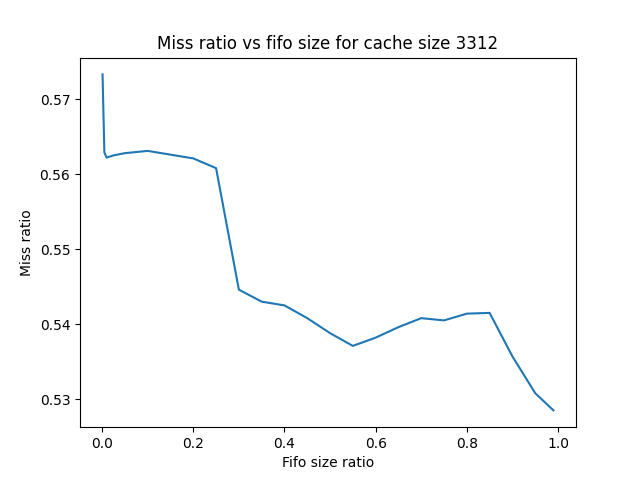 Miss ratio vs fifo size for cache size 3312
0.57
0.56
0.55
0.54
0.53
Miss ratio
0.0 0.2 0.4 0.6 0.8 1.0
Fifo size ratio